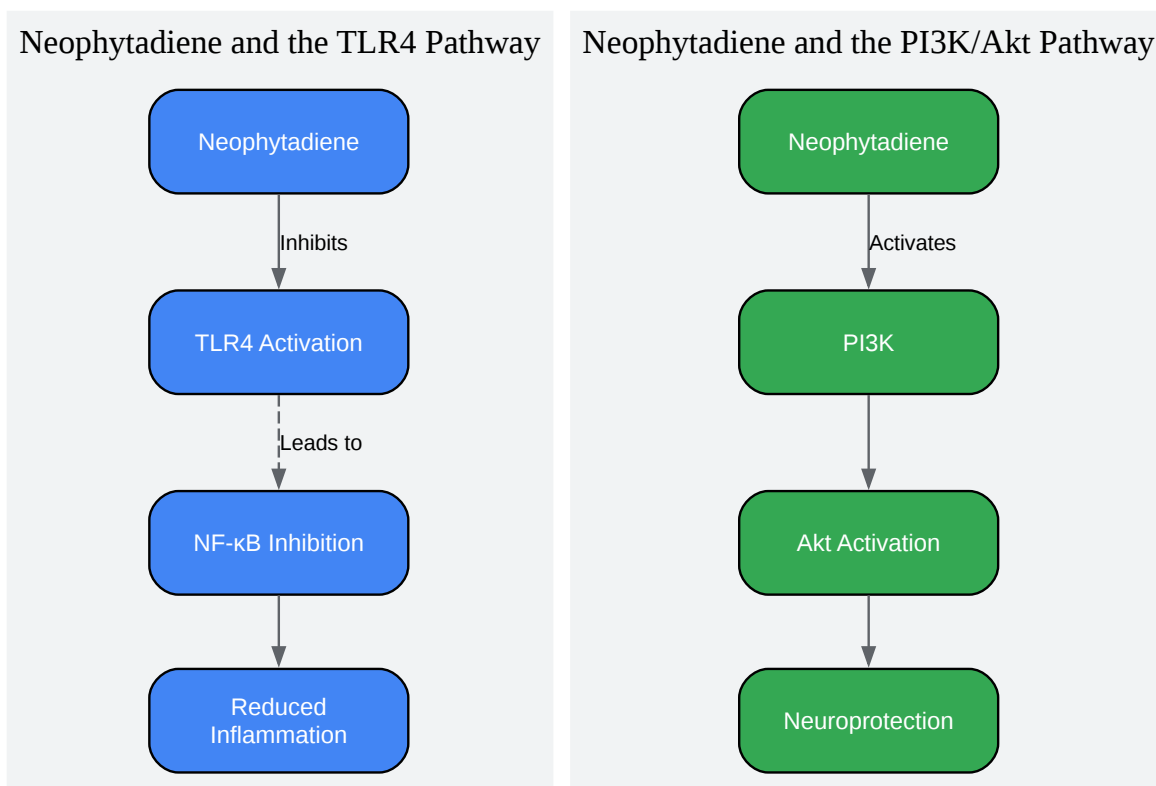 Neophytadiene and the TLR4 Pathway
Neophytadiene
Inhibits
TLR4 Activation
Leads to
NF-κB Inhibition
Reduced
Inflammation
Neophytadiene and the PI3K/Akt Pathway
Neophytadiene
Activates
PI3K
Akt Activation
Neuroprotection